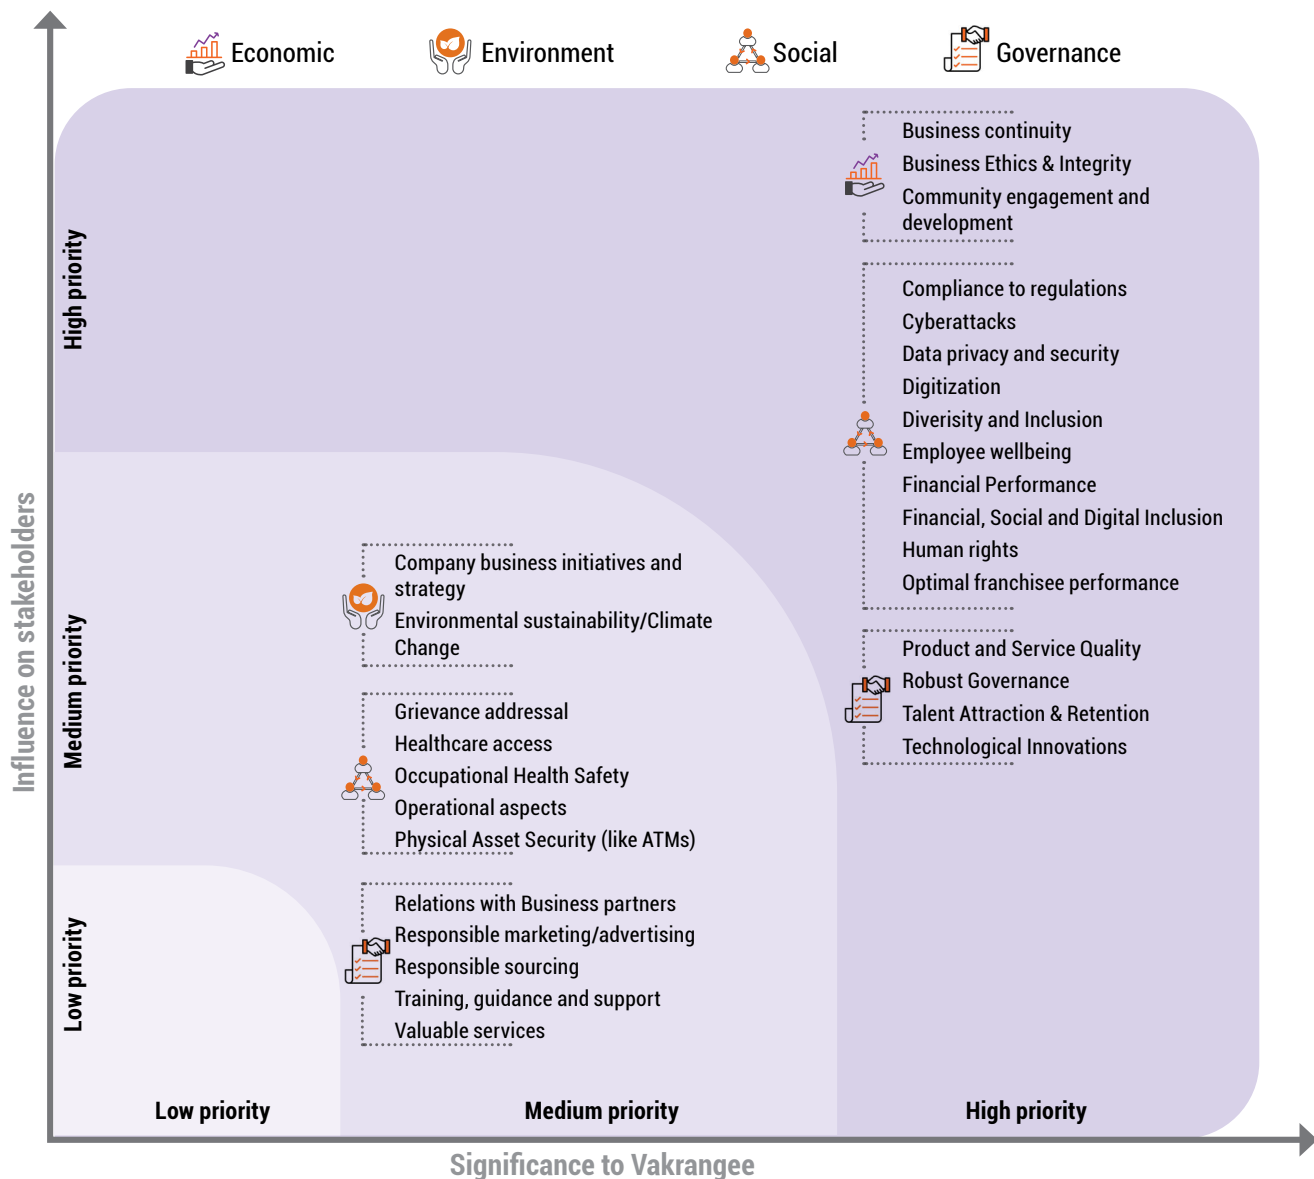 Economic
Environment
Social
Governance
Business continuity
Business Ethics & Integrity
Community engagement and
development
Compliance to regulations
Cyberattacks
Data privacy and security
Digitization
Diverisity and Inclusion
Employee wellbeing
Financial Performance
Financial, Social and Digital Inclusion
Human rights
Optimal franchisee performance
Product and Service Quality
Robust Governance
Talent Attraction & Retention
Technological Innovations
Company business initiatives and
strategy
Environmental sustainability/Climate
Change
Grievance addressal
Healthcare access
Occupational Health Safety
Operational aspects
Physical Asset Security (like ATMs)
Relations with Business partners
Responsible marketing/advertising
Responsible sourcing
Training, guidance and support
Valuable services
Influence on stakeholders
High priority
Medium priority
Low priority
Low priority
Medium priority
High priority
Significance to Vakrangee